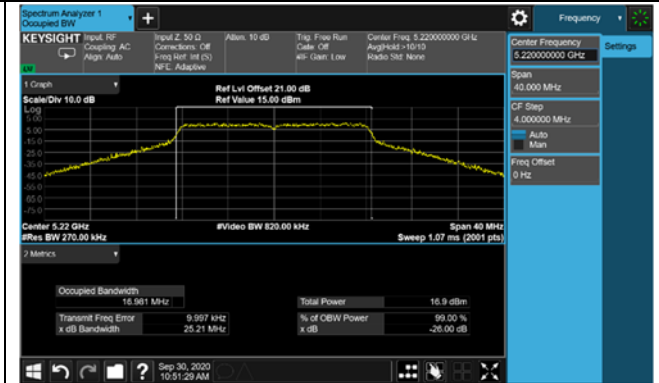 Spectrum Analyzer 1
Occupied BW
+
Frequency
KEYSIGHT
Input: RF
Coupling: AC
Align: Auto
Input Z: 50 Ω
Corrections: Off
Freq Ref: Int (S)
NFE: Adaptive
Atten: 10 dB
Trig: Free Run
Gate: Off
#IF Gain: Low
Center Freq: 5.220000000 GHz
Avg|Hold:>10/10
Radio Std: None
Center Frequency
5.220000000 GHz
Settings
Span
40.000 MHz
CF Step
4.000000 MHz
Auto
Man
Freq Offset
0 Hz
1 Graph
Scale/Div 10.0 dB
Ref Lvl Offset 21.00 dB
Ref Value 15.00 dBm
Log
5.00
-5.00
-15.0
-25.0
-35.0
-45.0
-55.0
-65.0
-75.0
Center 5.22 GHz
#Video BW 820.00 kHz
Span 40 MHz
#Res BW 270.00 kHz
Sweep 1.07 ms (2001 pts)
2 Metrics
Occupied Bandwidth
16.981 MHz
Total Power
16.9 dBm
Transmit Freq Error
9.997 kHz
% of OBW Power
99.00 %
x dB Bandwidth
25.21 MHz
x dB
-26.00 dB
?
Sep 30, 2020
10:51:29 AM